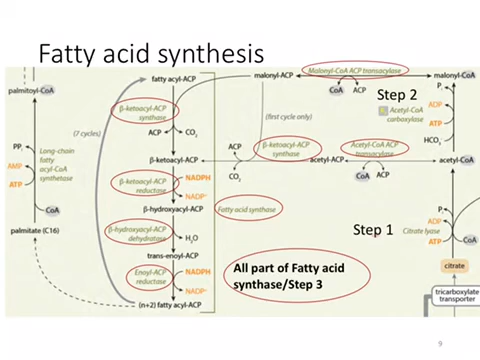 Fatty acid synthesis
fatty acyl-ACP
malonyl-ACP
Malonyl-CoA ACP transacylase
malonyl-CoA
CoA
ACP
palmitoyl-CoA
β-ketoacyl-ACP
synthase
ACP
CO2
(7 cycles)
(first cycle only)
Step 2
Pi
ADP
ATP
Acetyl-CoA
carboxylase
HCO3-
PPi
AMP
ATP
Long-chain
fatty
acyl-CoA
synthetase
CoA
palmitate (C16)
β-ketoacyl-ACP
ACP
CO2
β-ketoacyl-ACP
synthase
acetyl-ACP
Acetyl-CoA ACP
transacylase
CoA
ACP
acetyl-CoA
β-ketoacyl-ACP
reductase
NADPH
NADP+
β-hydroxyacyl-ACP
Fatty acid synthase
β-hydroxyacyl-ACP
dehydratase
H2O
trans-enoyl-ACP
Enoyl-ACP
reductase
NADPH
NADP+
(n+2) fatty acyl-ACP
All part of Fatty acid
synthase/Step 3
Step 1
Pi
ADP
Citrate lyase
ATP
CoA
citrate
tricarboxylate
transporter
9